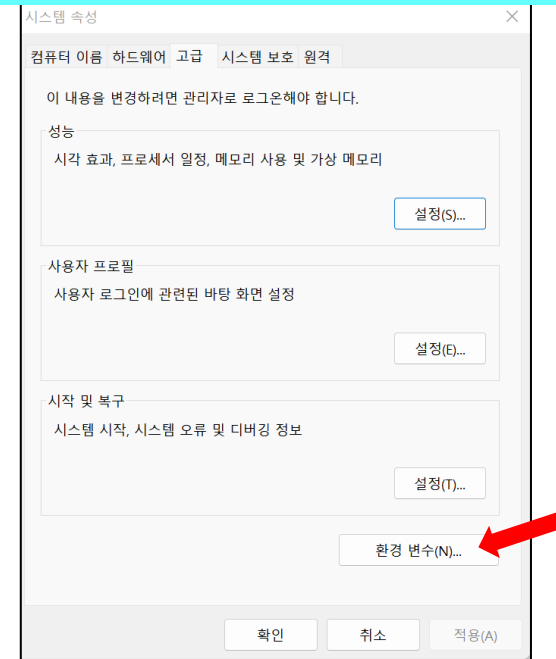 시스템 속성
컴퓨터 이름 하드웨어 고급 시스템 보호 원격
이 내용을 변경하려면 관리자로 로그온해야 합니다.
성능
시각 효과, 프로세서 일정, 메모리 사용 및 가상 메모리
설정(S)...
사용자 프로필
사용자 로그인에 관련된 바탕 화면 설정
설정(E)...
시작 및 복구
시스템 시작, 시스템 오류 및 디버깅 정보
설정(T)...
환경 변수(N)...
확인 취소 적용(A)